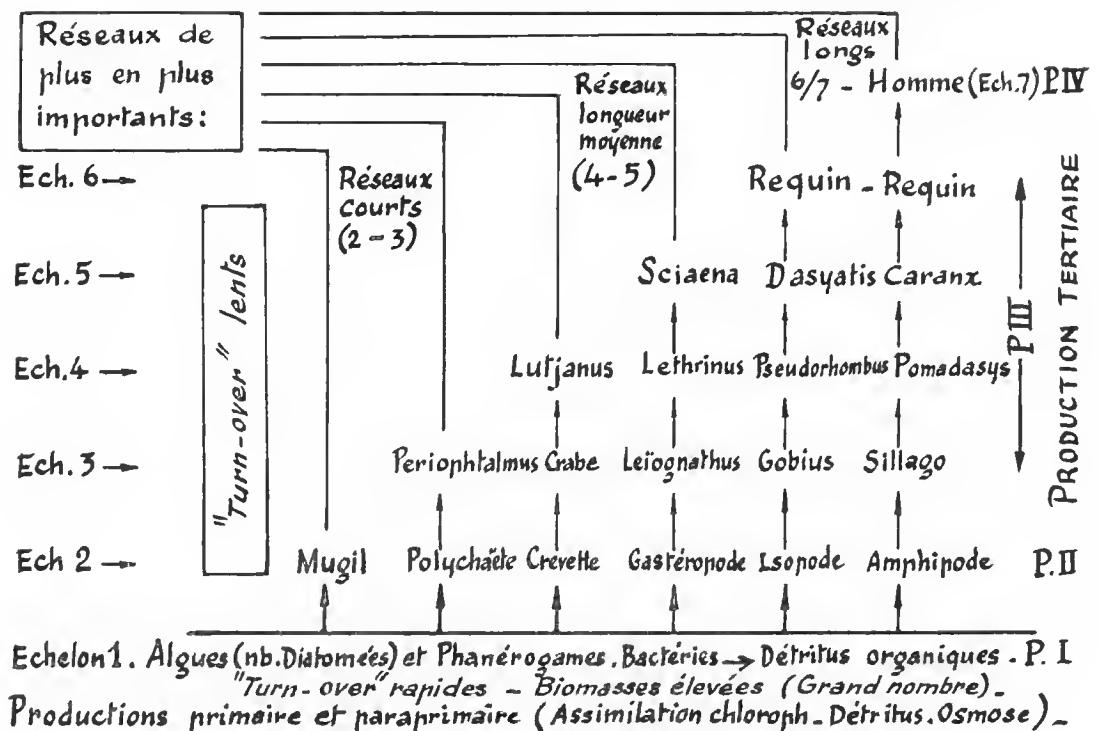 Réseaux de
plus en plus
importants:
Réseaux
longs
6/7 - Homme (Ech.7) P.IV
Réseaux
longueur
moyenne
(4-5)
Réseaux
courts
(2-3)
Ech. 6 → Requin - Requin
Ech. 5 → Sciaena Dasyatis Caranx
Ech. 4 → Lutjanus Lethrinus Pseudorhombus Pomadasys
Ech. 3 → Periophtalmus Crabe Leïognathus Gobius Sillago
Ech 2 → Mugil Polychaëte Crevette Gastéropode Lsopode Amphipode P.II
"Turn-over" lents
PIII
PRODUCTION TERTIAIRE
Echelon 1. Algues (nb.Diatomées) et Phanérogames. Bactéries → Détritus organiques. P. I
"Turn-over" rapides - Biomasses élevées (Grand nombre)-
Productions primaire et paraprimaire (Assimilation chloroph-Détritus.Osmose)-